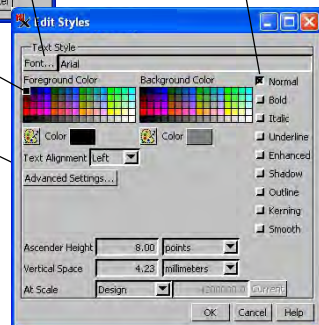 Edit Styles
Text Style
Font... Arial
Foreground Color Background Color Normal
Bold
Italic
Color Color Underline
Text Alignment Left Enhanced
Advanced Settings... Shadow
Outline
Kerning
Smooth
Ascender Height 8.00 points
Vertical Space 4.23 millimeters
At Scale Design Current
OK Cancel Help